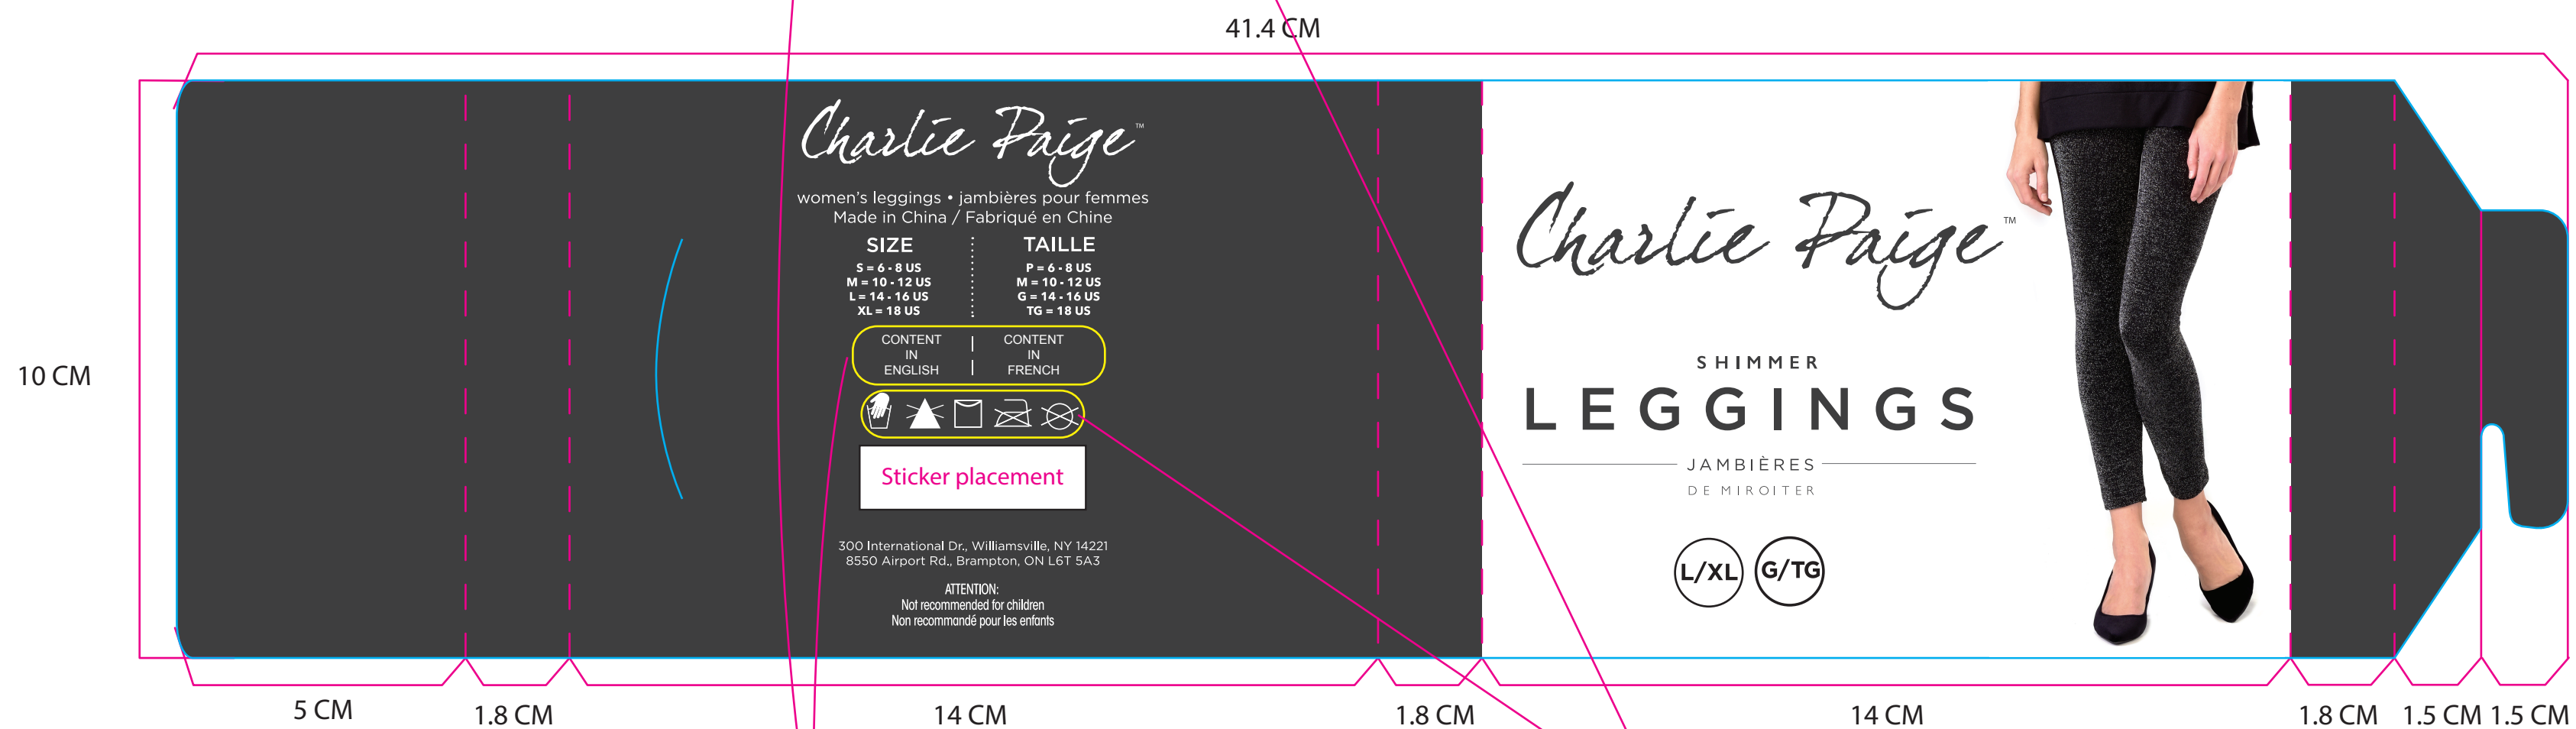 41.4 CM
10 CM
Charlie Paige™
women's leggings • jambières pour femmes
Made in China / Fabriqué en Chine
SIZE
S = 6 - 8 US
M = 10 - 12 US
L = 14 - 16 US
XL = 18 US
TAILLE
P = 6 - 8 US
M = 10 - 12 US
G = 14 - 16 US
TG = 18 US
CONTENT
IN
ENGLISH
CONTENT
IN
FRENCH
Sticker placement
300 International Dr., Williamsville, NY 14221
8550 Airport Rd., Brampton, ON L6T 5A3
ATTENTION:
Not recommended for children
Non recommandé pour les enfants
Charlie Paige™
SHIMMER
LEGGINGS
JAMBIÈRES
DE MIROITER
L/XL G/TG
5 CM 1.8 CM 14 CM 1.8 CM 14 CM 1.8 CM 1.5 CM 1.5 CM